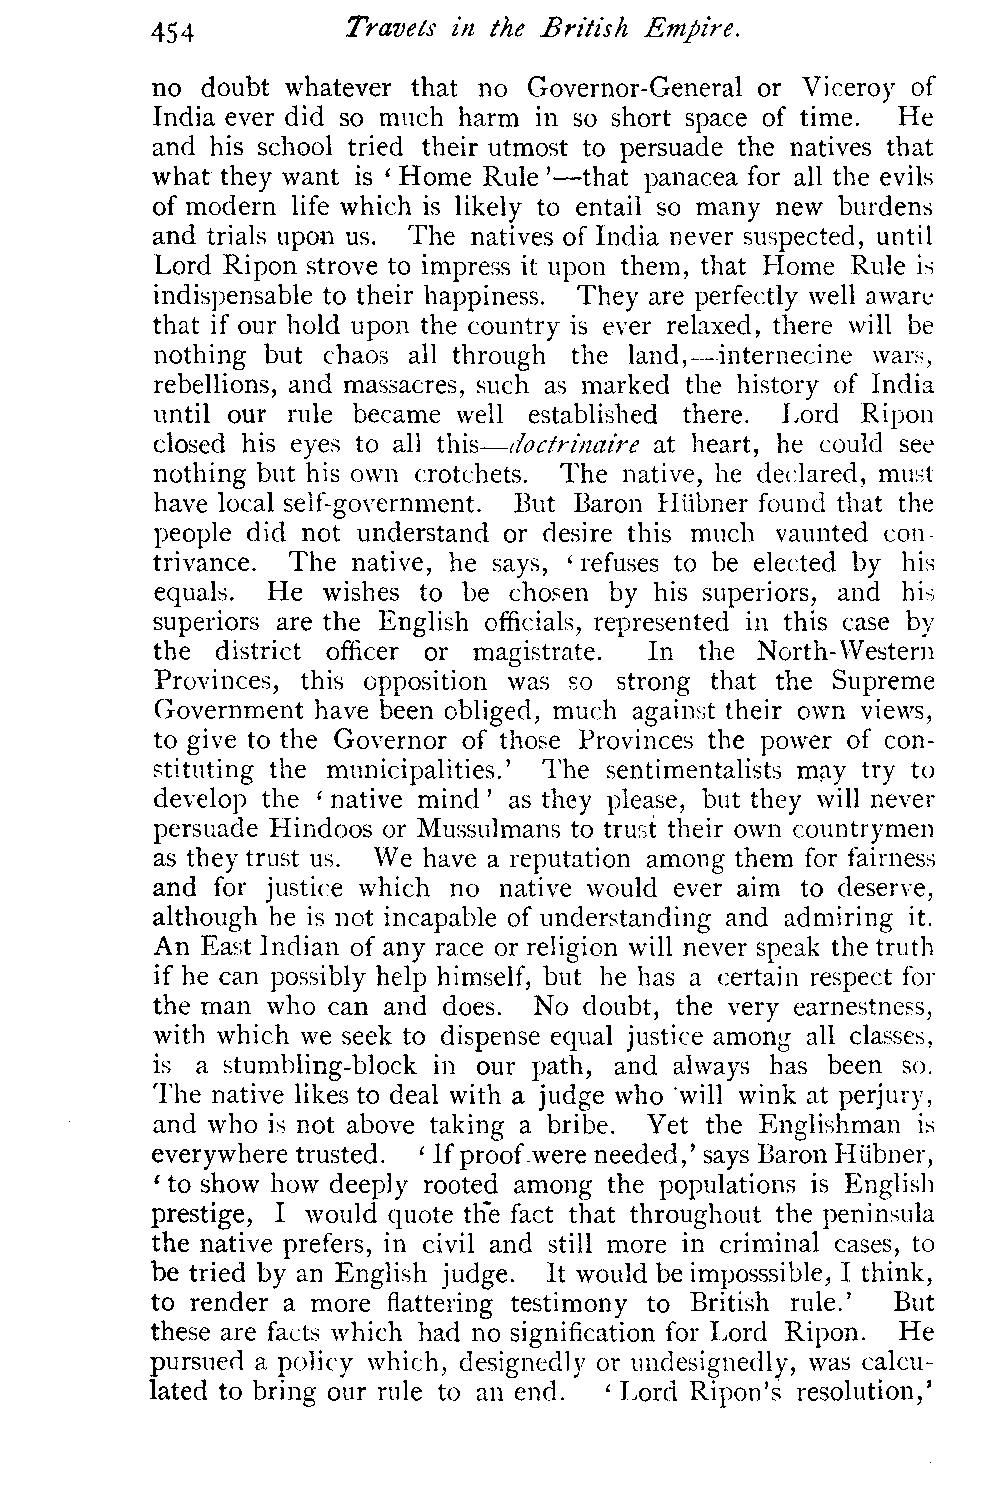 454 Travels in the British Empire.
no doubt whatever that no Governor-General or Viceroy of
India ever did so much harm in so short space of time. He
and his school tried their utmost to persuade the natives that
what they want is ‘ Home Rule ’—that panacea for all the evils
of modern life which is likely to entail so many new burdens
and trials upon us. The natives of India never suspected, until
Lord Ripon strove to impress it upon them, that Home Rule is
indispensable to their happiness. They are perfectly well aware
that if our hold upon the country is ever relaxed, there will be
nothing but chaos all through the land,—internecine wars,
rebellions, and massacres, such as marked the history of India
until our rule became well established there. Lord Ripon
closed his eyes to all this—doctrinaire at heart, he could see
nothing but his own crotchets. The native, he declared, must
have local self-government. But Baron Hübner found that the
people did not understand or desire this much vaunted con-
trivance. The native, he says, ‘ refuses to be elected by his
equals. He wishes to be chosen by his superiors, and his
superiors are the English officials, represented in this case by
the district officer or magistrate. In the North-Western
Provinces, this opposition was so strong that the Supreme
Government have been obliged, much against their own views,
to give to the Governor of those Provinces the power of con-
stituting the municipalities.’ The sentimentalists may try to
develop the ‘ native mind ’ as they please, but they will never
persuade Hindoos or Mussulmans to trust their own countrymen
as they trust us. We have a reputation among them for fairness
and for justice which no native would ever aim to deserve,
although he is not incapable of understanding and admiring it.
An East Indian of any race or religion will never speak the truth
if he can possibly help himself, but he has a certain respect for
the man who can and does. No doubt, the very earnestness,
with which we seek to dispense equal justice among all classes,
is a stumbling-block in our path, and always has been so.
The native likes to deal with a judge who will wink at perjury,
and who is not above taking a bribe. Yet the Englishman is
everywhere trusted. ‘ If proof were needed,’ says Baron Hübner,
‘ to show how deeply rooted among the populations is English
prestige, I would quote the fact that throughout the peninsula
the native prefers, in civil and still more in criminal cases, to
be tried by an English judge. It would be imposssible, I think,
to render a more flattering testimony to British rule.’ But
these are facts which had no signification for Lord Ripon. He
pursued a policy which, designedly or undesignedly, was calcu-
lated to bring our rule to an end. ‘ Lord Ripon’s resolution,’